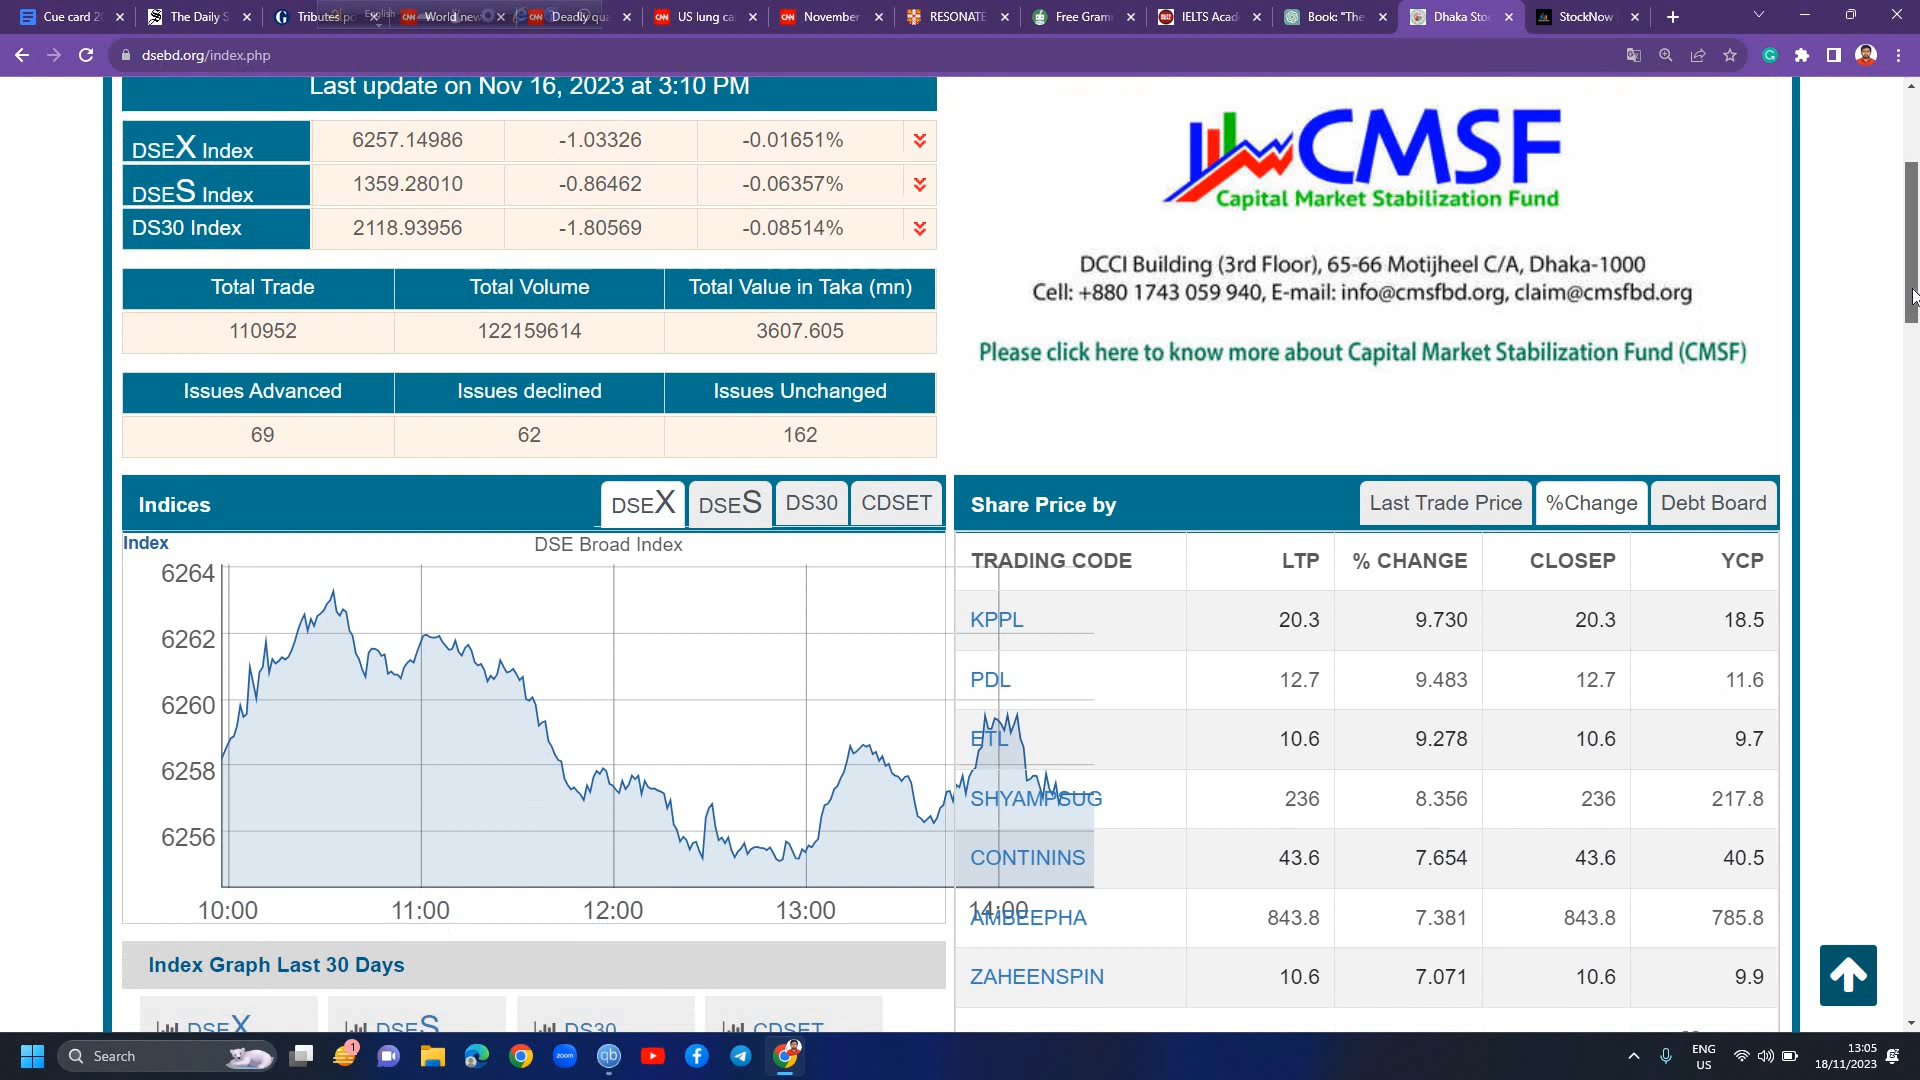 Cue card 2
The Daily S
Tributes po
World new
Deadly qu
US lung ca
November
RESONATE
Free Gram
IELTS Acad
Book: "The
Dhaka Sto
StockNow
English
dsebd.org/index.php
Last update on Nov 16, 2023 at 3:10 PM
DSEX Index 6257.14986 -1.03326 -0.01651%
DSES Index 1359.28010 -0.86462 -0.06357%
DS30 Index 2118.93956 -1.80569 -0.08514%
Total Trade Total Volume Total Value in Taka (mn)
110952 122159614 3607.605
Issues Advanced Issues declined Issues Unchanged
69 62 162
CMSF
Capital Market Stabilization Fund
DCCI Building (3rd Floor), 65-66 Motijheel C/A, Dhaka-1000
Cell: +880 1743 059 940, E-mail: info@cmsfbd.org, claim@cmsfbd.org
Please click here to know more about Capital Market Stabilization Fund (CMSF)
Indices DSEX DSES DS30 CDSET
Index DSE Broad Index
6264
6262
6260
6258
6256
10:00 11:00 12:00 13:00 14:00
Index Graph Last 30 Days
DSEX DSES DS30 CDSET
Share Price by Last Trade Price %Change Debt Board
TRADING CODE LTP % CHANGE CLOSEP YCP
KPPL 20.3 9.730 20.3 18.5
PDL 12.7 9.483 12.7 11.6
ETL 10.6 9.278 10.6 9.7
SHYAMPSUG 236 8.356 236 217.8
CONTININS 43.6 7.654 43.6 40.5
AMBEEPHA 843.8 7.381 843.8 785.8
ZAHEENSPIN 10.6 7.071 10.6 9.9
Search
1
zoom
qb
ENG
US
13:05
18/11/2023